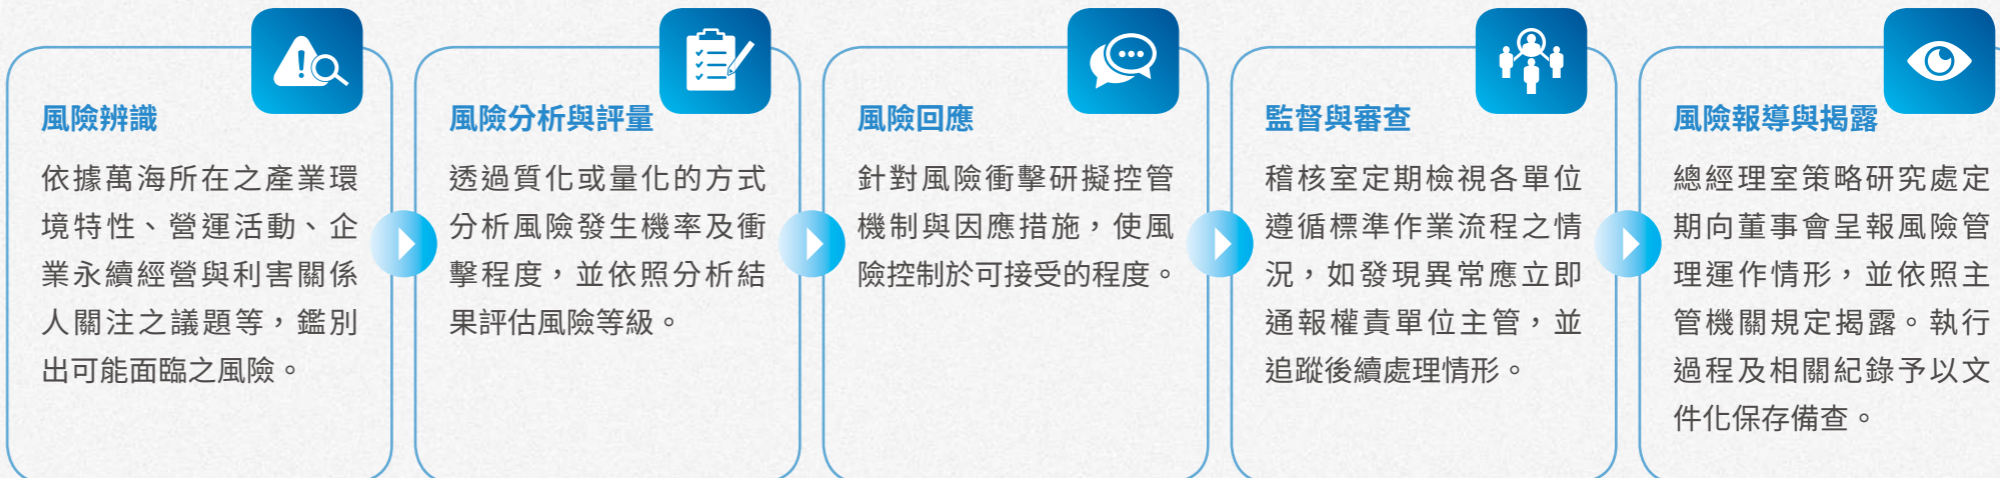 風險辨識
依據萬海所在之產業環
境特性、營運活動、企
業永續經營與利害關係
人關注之議題等，鑑別
出可能面臨之風險。
風險分析與評量
透過質化或量化的方式
分析風險發生機率及衝
擊程度，並依照分析結
果評估風險等級。
風險回應
針對風險衝擊研擬控管
機制與因應措施，使風
險控制於可接受的程度。
監督與審查
稽核室定期檢視各單位
遵循標準作業流程之情
況，如發現異常應立即
通報權責單位主管，並
追蹤後續處理情形。
風險報導與揭露
總經理室策略研究處定
期向董事會呈報風險管
理運作情形，並依照主
管機關規定揭露。執行
過程及相關紀錄予以文
件化保存備查。